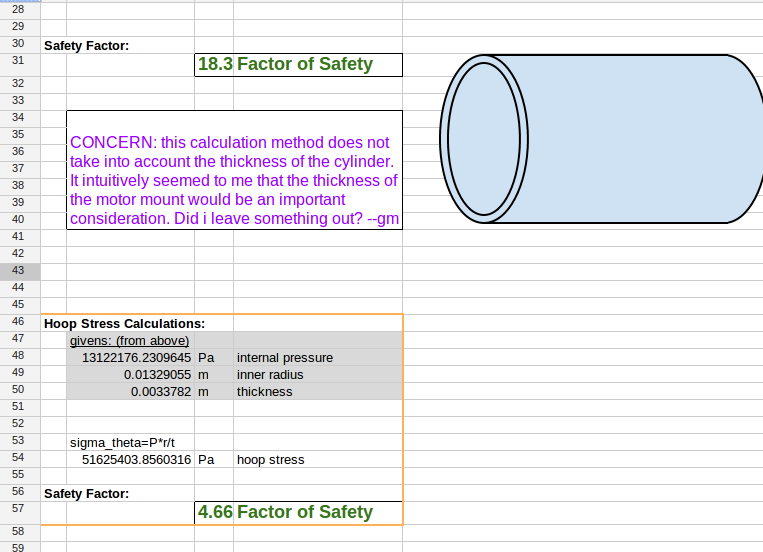 28
29
30 Safety Factor:
31 18.3 Factor of Safety
32
33
34
35 CONCERN: this calculation method does not
36 take into account the thickness of the cylinder.
37 It intuitively seemed to me that the thickness of
38 the motor mount would be an important
39 consideration. Did i leave something out? --gm
40
41
42
43
44
45
46 Hoop Stress Calculations:
47 givens: (from above)
48 13122176.2309645 Pa internal pressure
49 0.01329055 m inner radius
50 0.0033782 m thickness
51
52
53 sigma_theta=P*r/t
54 51625403.8560316 Pa hoop stress
55
56 Safety Factor:
57 4.66 Factor of Safety
58
59